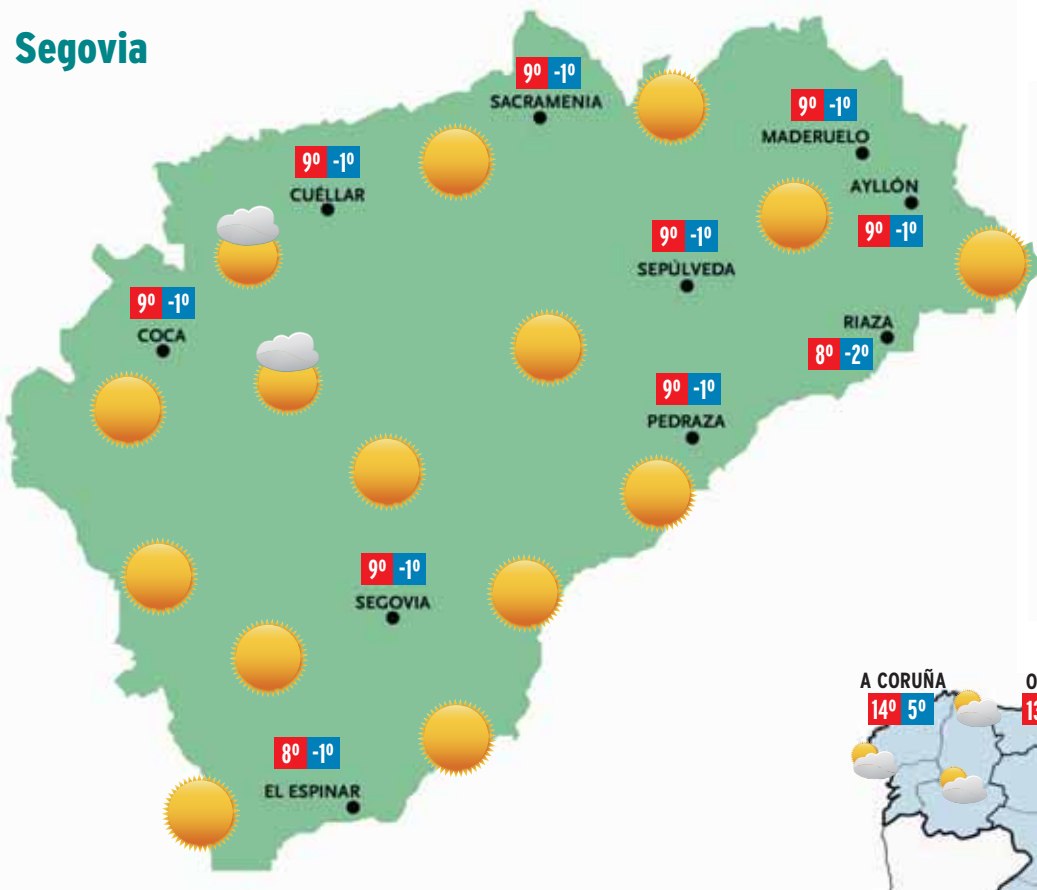 Segovia
9º -1º
SACRAMENIA
9º -1º
MADERUELO
9º -1º
CUÉLLAR
AYLLÓN
9º -1º
9º -1º
SEPÚLVEDA
9º -1º
COCA
RIAZA
8º -2º
9º -1º
PEDRAZA
9º -1º
SEGOVIA
A CORUÑA
14º 5º
8º -1º
EL ESPINAR